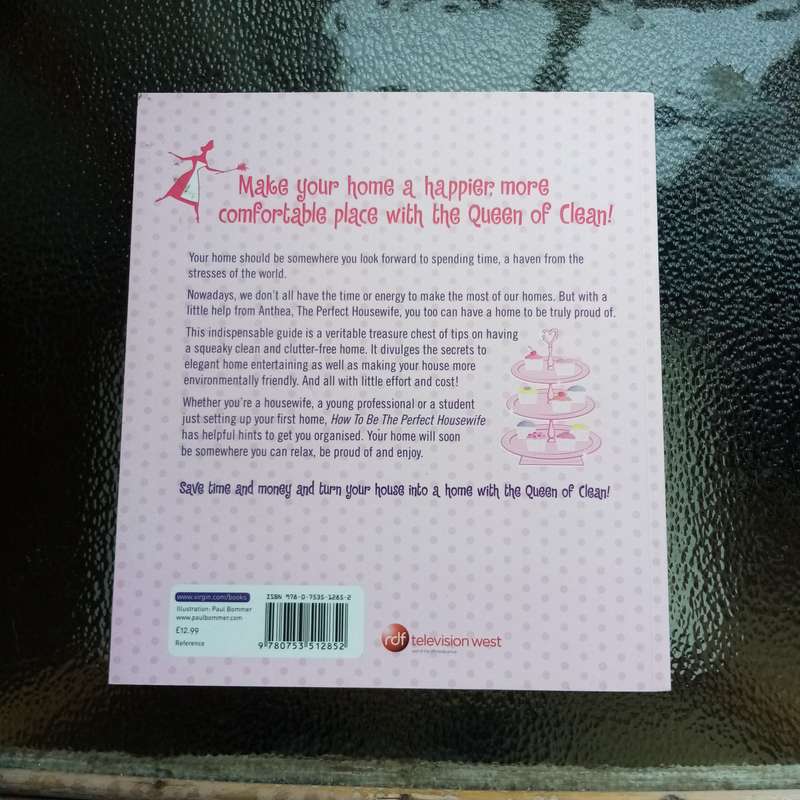 Make your home a happier, more
comfortable place with the Queen of Clean!
Your home should be somewhere you look forward to spending time, a haven from the
stresses of the world.
Nowadays, we don't all have the time or energy to make the most of our homes. But with a
little help from Anthea, The Perfect Housewife, you too can have a home to be truly proud of.
This indispensable guide is a veritable treasure chest of tips on having
a squeaky clean and clutter-free home. It divulges the secrets to
elegant home entertaining as well as making your house more
environmentally friendly. And all with little effort and cost!
Whether you're a housewife, a young professional or a student
just setting up your first home, How To Be The Perfect Housewife
has helpful hints to get you organised. Your home will soon
be somewhere you can relax, be proud of and enjoy.
Save time and money and turn your house into a home with the Queen of Clean!
www.virgin.com/books
Illustration: Paul Bommer
www.paulbommer.com
£12.99
Reference
ISBN 978-0-7535-1285-2
9 780753 512852
rdf television west